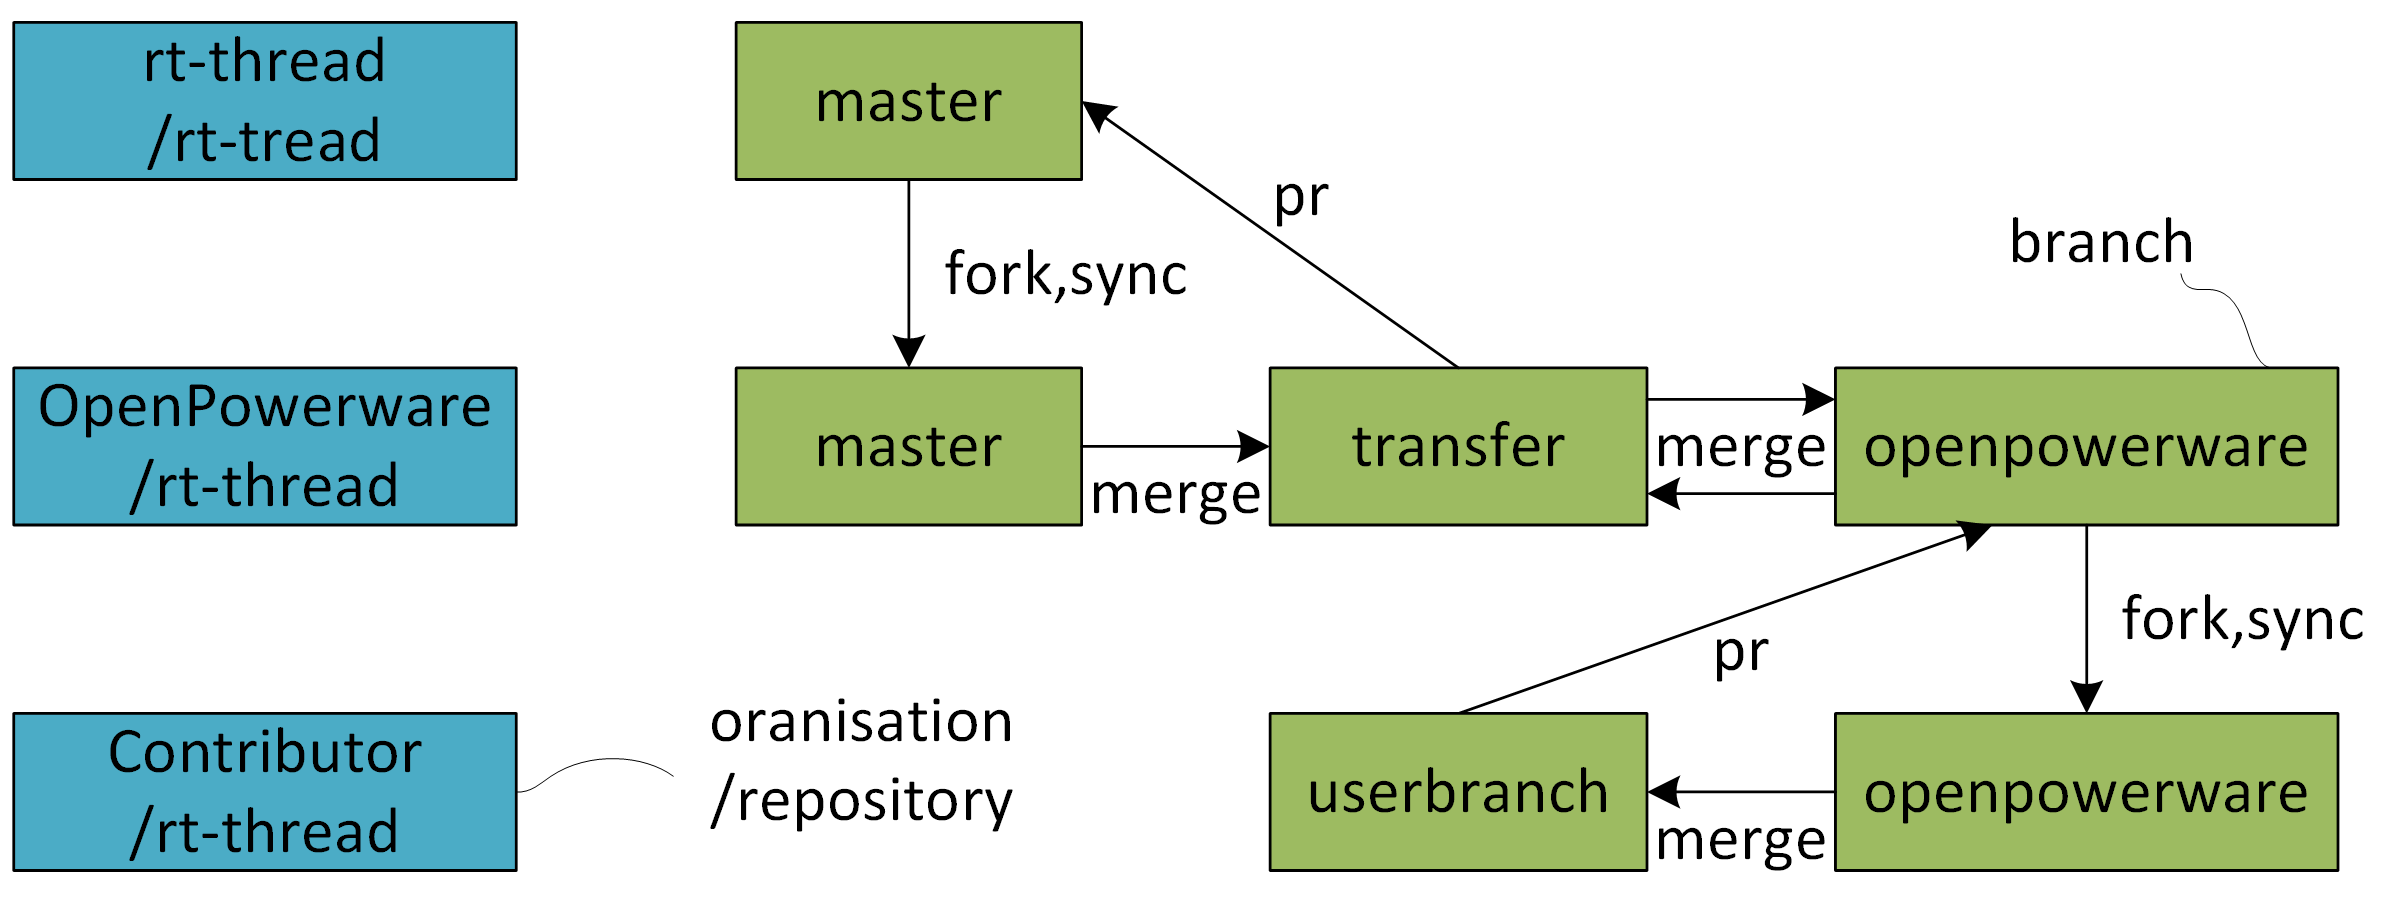 rt-thread
/rt-tread
master
pr
fork,sync
branch
OpenPowerware
/rt-thread
master
merge
transfer
merge
openpowerware
fork,sync
pr
Contributor
/rt-thread
oranisation
/repository
userbranch
merge
openpowerware